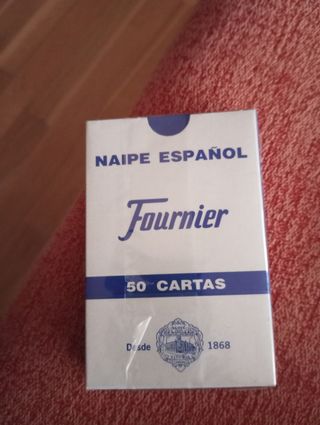 NAIPE ESPAÑOL
Fournier
50 CARTAS
Desde 1868